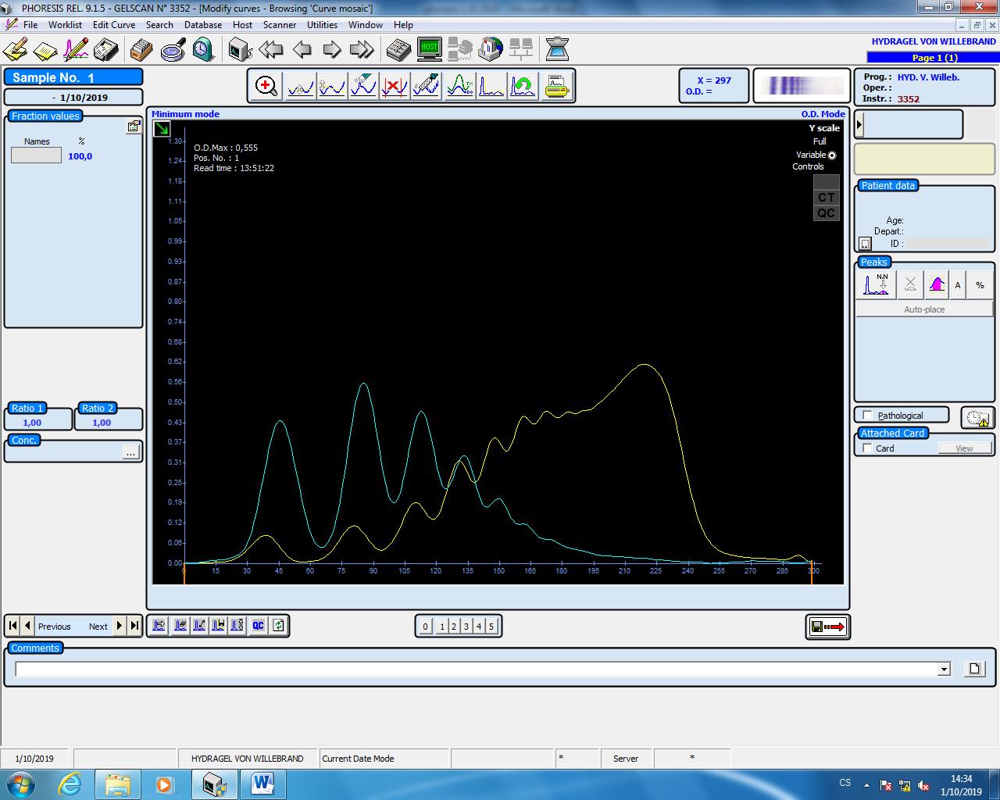 PHORESIS REL. 9.1.5 - GELSCAN N° 3352 - [Modify curves - Browsing 'Curve mosaic']
File Worklist Edit Curve Search Database Host Scanner Utilities Window Help
HOST
HYDRAGEL VON WILLEBRAND
Page 1 (1)
Sample No. 1
- 1/10/2019
X = 297
O.D. =
Prog.: HYD. V. Willeb.
Oper.:
Instr.: 3352
Fraction values
Names %
100,0
Minimum mode O.D. Mode
Y scale
Full
Variable
Controls
CT
QC
O.D.Max : 0,555
Pos. No. : 1
Read time : 13:51:22
1.30
1.24
1.18
1.11
1.05
0.99
0.93
0.87
0.80
0.74
0.68
0.62
0.56
0.50
0.43
0.37
0.31
0.25
0.19
0.12
0.06
0.00
0 15 30 45 60 75 90 105 120 135 150 165 180 195 210 225 240 255 270 285 300
Patient data
Age:
Depart.:
ID :
Peaks
N.N
A %
Auto-place
Ratio 1 Ratio 2
1,00 1,00
Conc.
...
Pathological
Attached Card
Card View
Previous Next
QC
0 1 2 3 4 5
Comments
1/10/2019 HYDRAGEL VON WILLEBRAND Current Date Mode * Server *
CS
14:34
1/10/2019